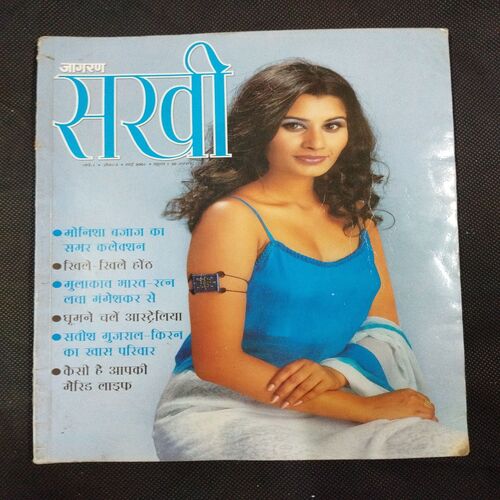 जागरण
सखी
मोनिषा बजाज का
समर कलेक्शन
खिले-खिले होंठ
मुलाकात भारत-रत्न
लता मंगेशकर से
घूमने चलें आस्ट्रेलिया
सतीश गुजराल-किरन
का खास परिवार
कैसी है आपकी
मैरिड लाइफ